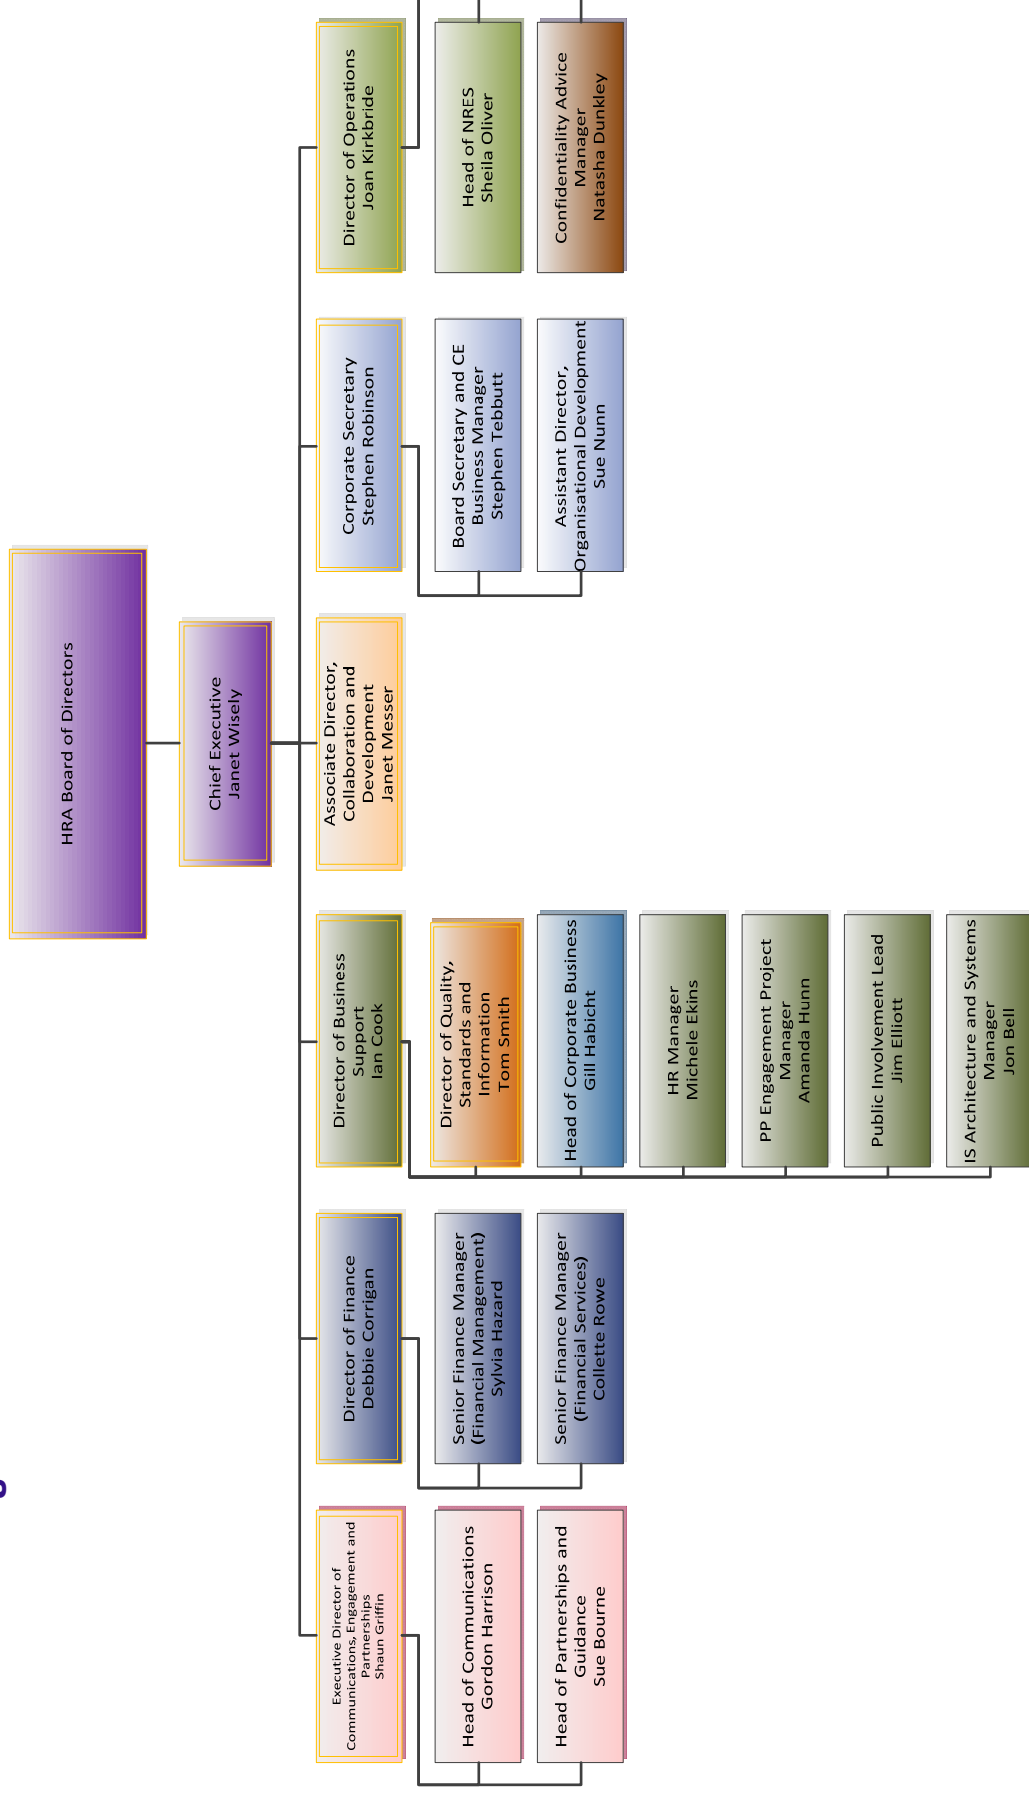 HRA Board of Directors
Chief Executive
Janet Wisely
Executive Director of
Communications, Engagement and
Partnerships
Shaun Griffin
Head of Communications
Gordon Harrison
Head of Partnerships and
Guidance
Sue Bourne
Director of Finance
Debbie Corrigan
Senior Finance Manager
(Financial Management)
Sylvia Hazard
Senior Finance Manager
(Financial Services)
Collette Rowe
Director of Business
Support
Ian Cook
Director of Quality,
Standards and
Information
Tom Smith
Head of Corporate Business
Gill Habicht
HR Manager
Michele Ekins
PP Engagement Project
Manager
Amanda Hunn
Public Involvement Lead
Jim Elliott
IS Architecture and Systems
Manager
Jon Bell
Associate Director,
Collaboration and
Development
Janet Messer
Corporate Secretary
Stephen Robinson
Board Secretary and CE
Business Manager
Stephen Tebbutt
Assistant Director,
Organisational Development
Sue Nunn
Director of Operations
Joan Kirkbride
Head of NRES
Sheila Oliver
Confidentiality Advice
Manager
Natasha Dunkley